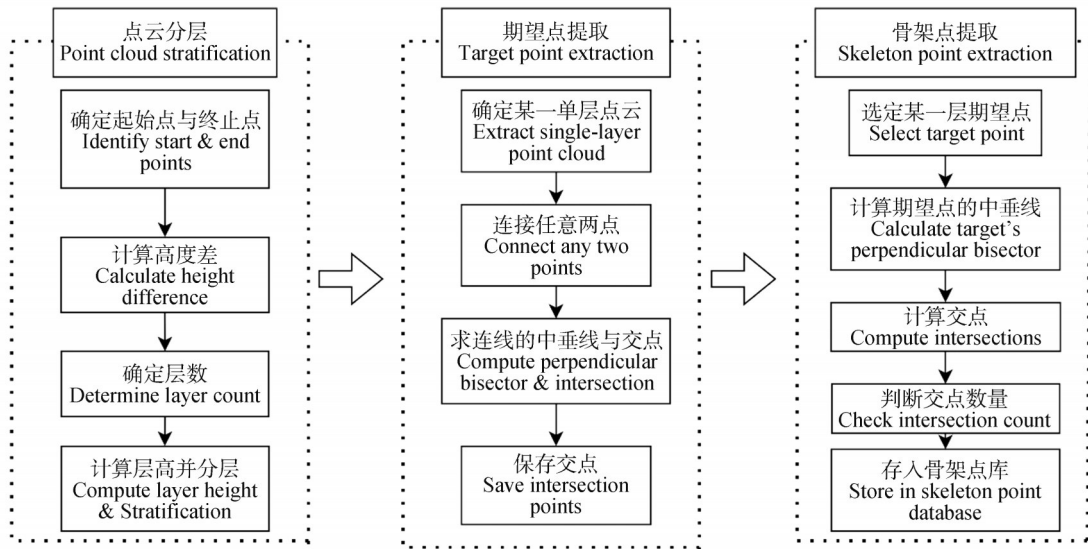 点云分层
Point cloud stratification
确定起始点与终止点
Identify start & end
points
计算高度差
Calculate height
difference
确定层数
Determine layer count
计算层高并分层
Compute layer height
& Stratification
期望点提取
Target point extraction
确定某一单层点云
Extract single-layer
point cloud
连接任意两点
Connect any two
points
求连线的中垂线与交点
Compute perpendicular
bisector & intersection
保存交点
Save intersection
points
骨架点提取
Skeleton point extraction
选定某一层期望点
Select target point
计算期望点的中垂线
Calculate target's
perpendicular bisector
计算交点
Compute intersections
判断交点数量
Check intersection count
存入骨架点库
Store in skeleton point
database